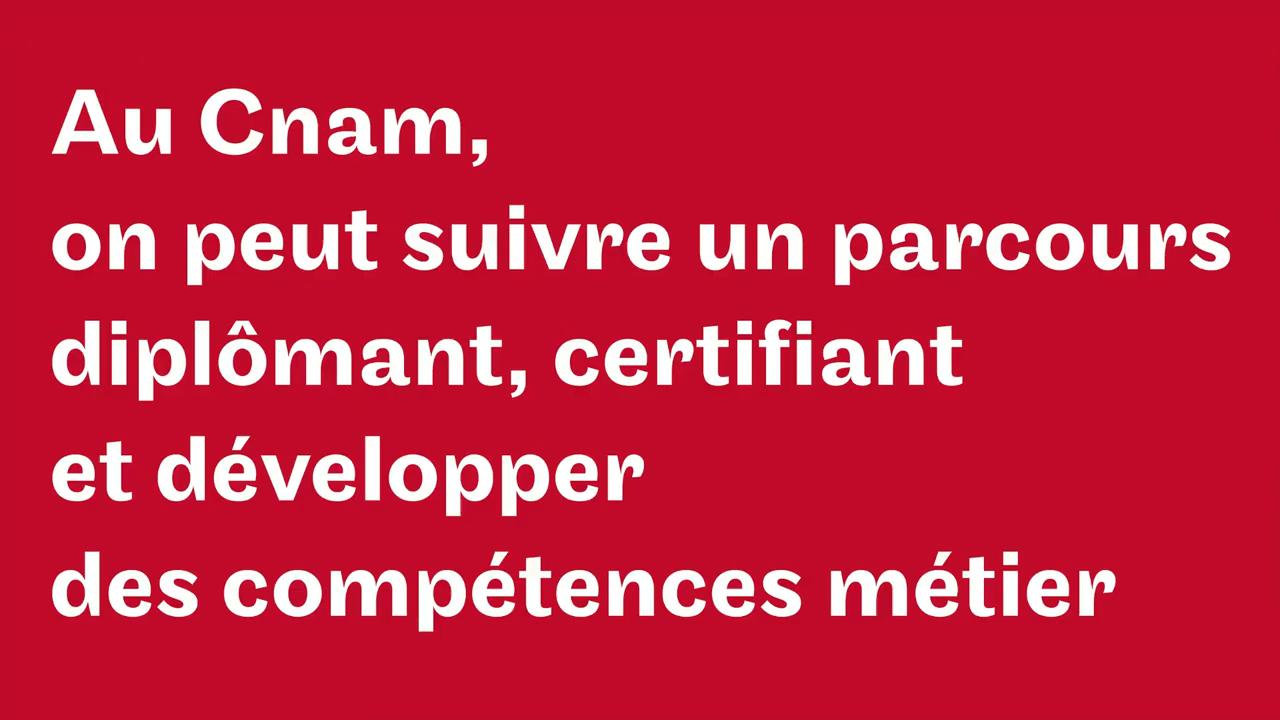 Au Cnam,
on peut suivre un parcours
diplômant, certifiant
et développer
des compétences métier